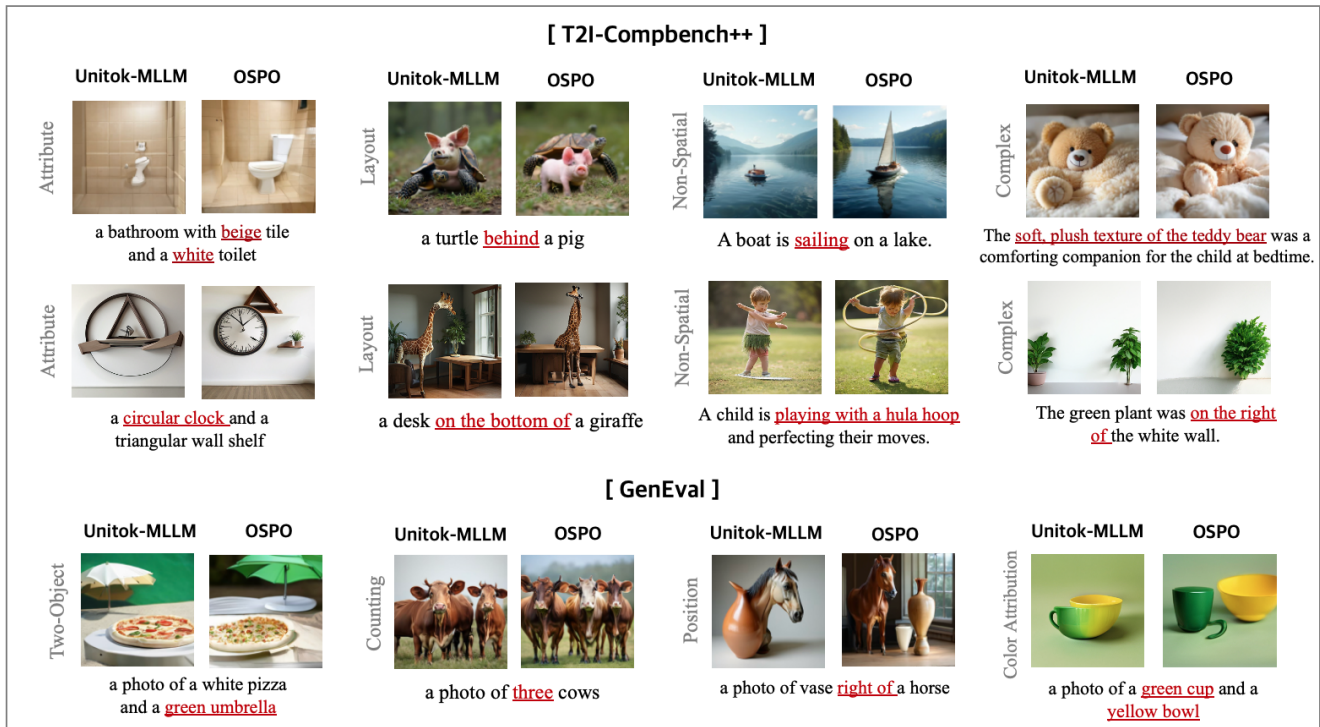 [ T2I-Compbench++ ]
Unitok-MLLM OSPO Unitok-MLLM OSPO Unitok-MLLM OSPO Unitok-MLLM OSPO
Attribute
a bathroom with beige tile
and a white toilet
Layout
a turtle behind a pig
Non-Spatial
A boat is sailing on a lake.
Complex
The soft, plush texture of the teddy bear was a
comforting companion for the child at bedtime.
Attribute
a circular clock and a
triangular wall shelf
Layout
a desk on the bottom of a giraffe
Non-Spatial
A child is playing with a hula hoop
and perfecting their moves.
Complex
The green plant was on the right
of the white wall.
[ GenEval ]
Unitok-MLLM OSPO Unitok-MLLM OSPO Unitok-MLLM OSPO Unitok-MLLM OSPO
Two-Object
a photo of a white pizza
and a green umbrella
Counting
a photo of three cows
Position
a photo of vase right of a horse
Color Attribution
a photo of a green cup and a
yellow bowl